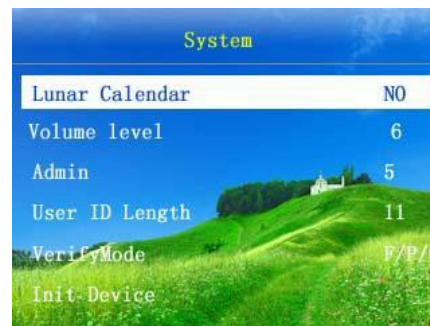 System
Lunar Calendar NO
Volume level 6
Admin 5
User ID Length 11
VerifyMode F/P/
Init Device